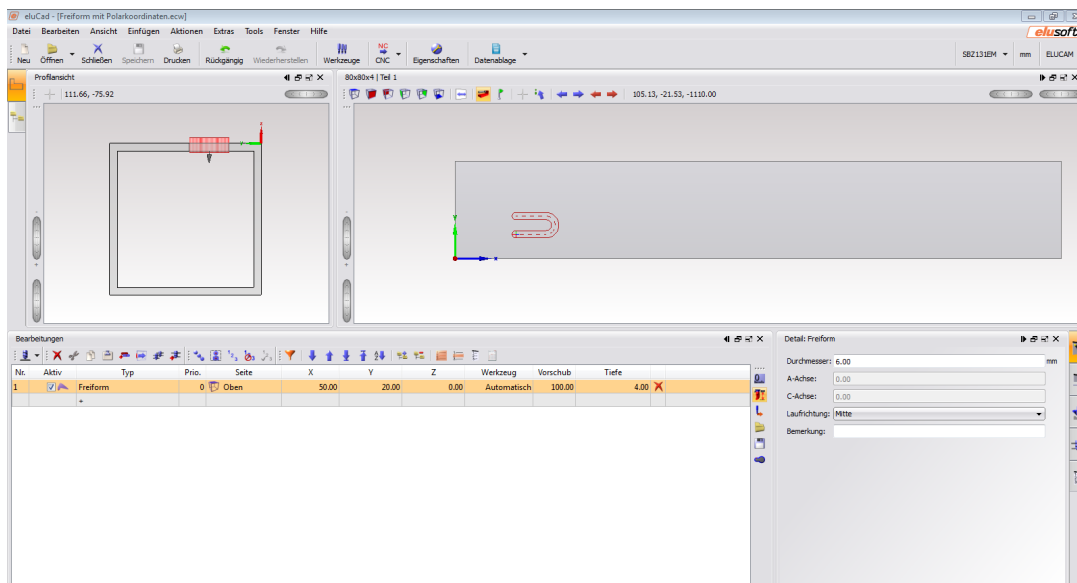 eluCad - [Freiform mit Polarkoordinaten.ecw]
Datei Bearbeiten Ansicht Einfügen Aktionen Extras Tools Fenster Hilfe
elusoft
Neu Öffnen Schließen Speichern Drucken Rückgängig Wiederherstellen Werkzeuge CNC Eigenschaften Datenablage
SBZ131EM mm ELUCAM
Profilansicht
80x80x4 | Teil 1
111.66, -75.92
105.13, -21.53, -1110.00
Bearbeitungen
Nr. Aktiv Typ Prio. Seite X Y Z Werkzeug Vorschub Tiefe
1 Freiform 0 Oben 50.00 20.00 0.00 Automatisch 100.00 4.00
+
Detail: Freiform
Durchmesser: 6.00 mm
A-Achse: 0.00
C-Achse: 0.00
Laufrichtung: Mitte
Bemerkung: